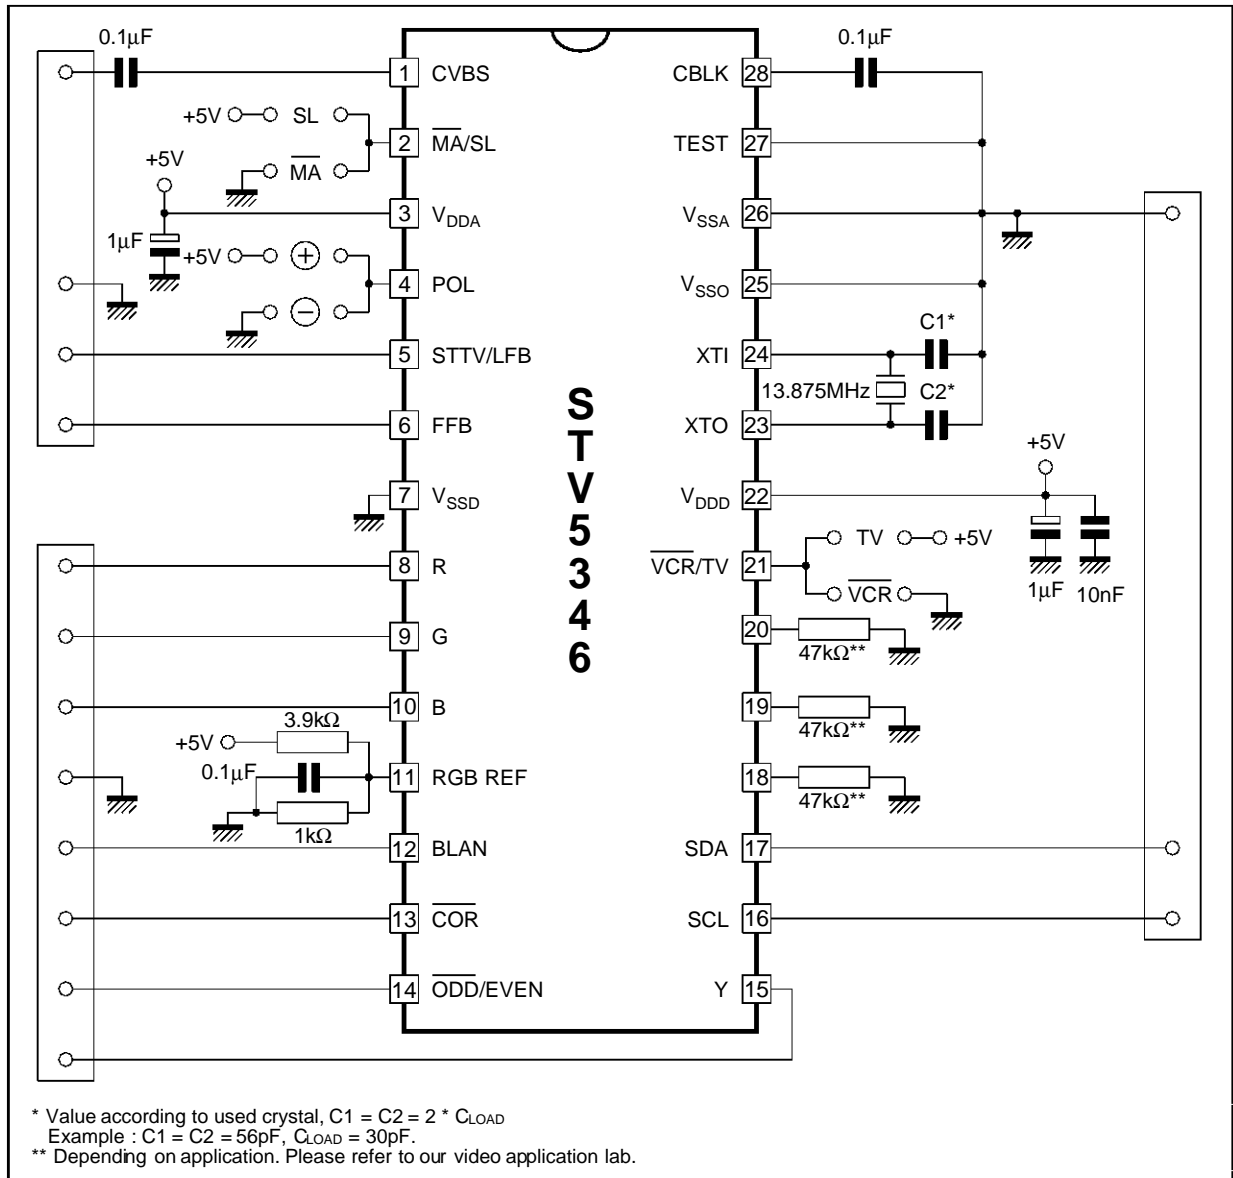 0.1µF
0.1µF
1 CVBS
CBLK 28
+5V SL
2 MA/SL
TEST 27
+5V
MA
3 VDDA
VSSA 26
1µF
+5V +
4 POL
VSSO 25
−
C1*
5 STTV/LFB
XTI 24
13.875MHz
C2*
6 FFB
XTO 23
+5V
7 VSSD
VDDD 22
STV5346
TV +5V
8 R
VCR/TV 21
VCR
1µF 10nF
9 G
20
47kΩ**
10 B
19
3.9kΩ
47kΩ**
+5V
0.1µF
11 RGB REF
18
47kΩ**
1kΩ
12 BLAN
SDA 17
13 COR
SCL 16
14 ODD/EVEN
Y 15
* Value according to used crystal, C1 = C2 = 2 * CLOAD
Example : C1 = C2 = 56pF, CLOAD = 30pF.
** Depending on application. Please refer to our video application lab.